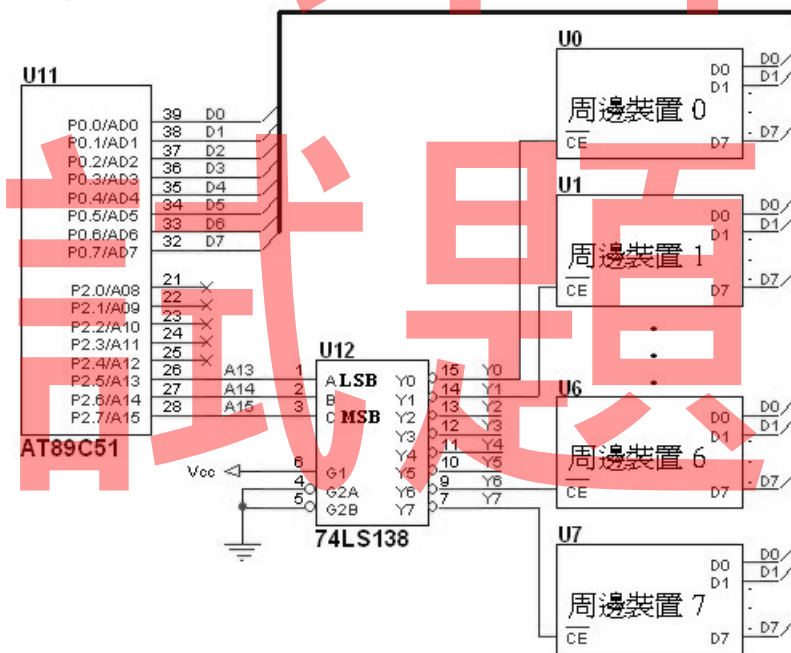 U11
P0.0/AD0
P0.1/AD1
P0.2/AD2
P0.3/AD3
P0.4/AD4
P0.5/AD5
P0.6/AD6
P0.7/AD7
39 D0
38 D1
37 D2
36 D3
35 D4
34 D5
33 D6
32 D7
P2.0/A08
P2.1/A09
P2.2/A10
P2.3/A11
P2.4/A12
P2.5/A13
P2.6/A14
P2.7/A15
21
22
23
24
25
26 A13 1
27 A14 2
28 A15 3
AT89C51
U12
A LSB
B
C MSB
G1
G2A
G2B
Vcc
6
4
5
Y0
Y1
Y2
Y3
Y4
Y5
Y6
Y7
15 Y0
14 Y1
13 Y2
12 Y3
11 Y4
10 Y5
9 Y6
7 Y7
74LS138
U0
周邊裝置 0
CE
D0
D1
D7
D0
D1
D7
U1
周邊裝置 1
CE
D0
D1
D7
D0
D1
D7
U6
周邊裝置 6
CE
D0
D1
D7
D0
D1
D7
U7
周邊裝置 7
CE
D0
D1
D7
D0
D1
D7
試題